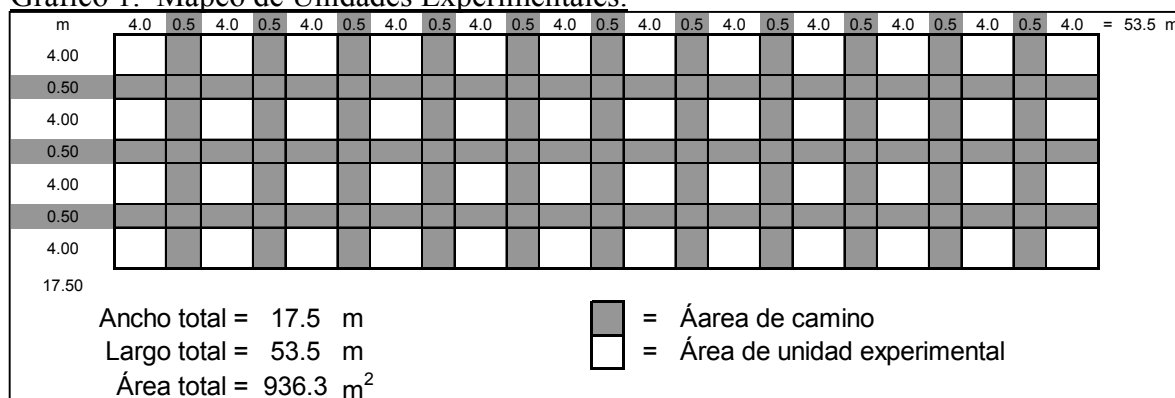 Gráfico 1. Mapeo de Unidades Experimentales.
m 4.0 0.5 4.0 0.5 4.0 0.5 4.0 0.5 4.0 0.5 4.0 0.5 4.0 0.5 4.0 0.5 4.0 0.5 4.0 0.5 4.0 0.5 4.0 = 53.5 m
4.00
0.50
4.00
0.50
4.00
0.50
4.00
17.50
Ancho total = 17.5 m
= Áarea de camino
Largo total = 53.5 m
= Área de unidad experimental
Área total = 936.3 m²